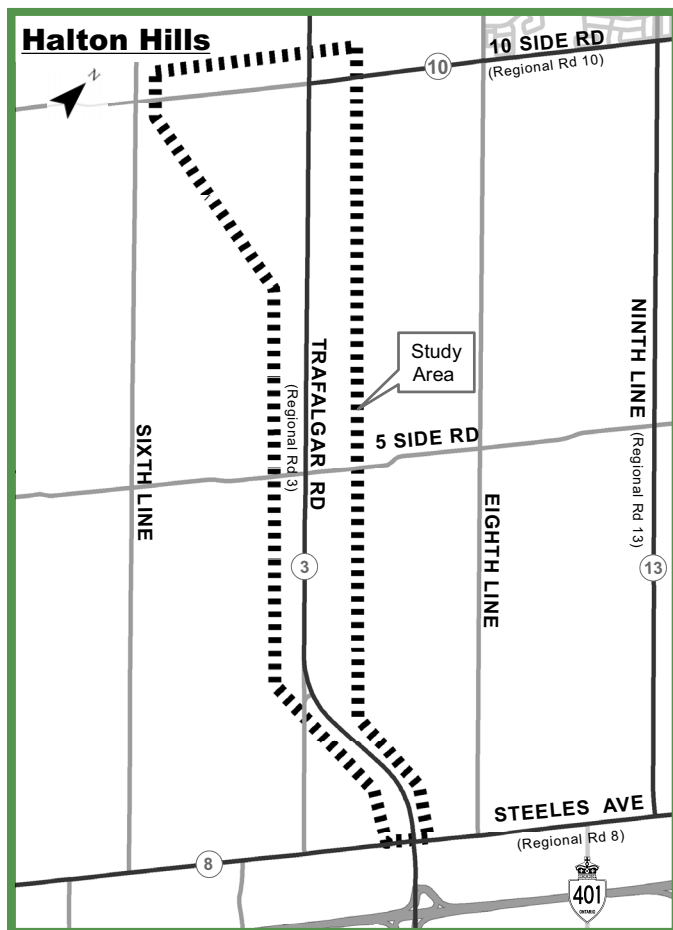 Halton Hills
N
10 SIDE RD
(Regional Rd 10)
10
Study
Area
TRAFALGAR RD
(Regional Rd 3)
NINTH LINE
(Regional Rd 13)
5 SIDE RD
SIXTH LINE
EIGHTH LINE
3
13
STEELES AVE
(Regional Rd 8)
8
401
ONTARIO